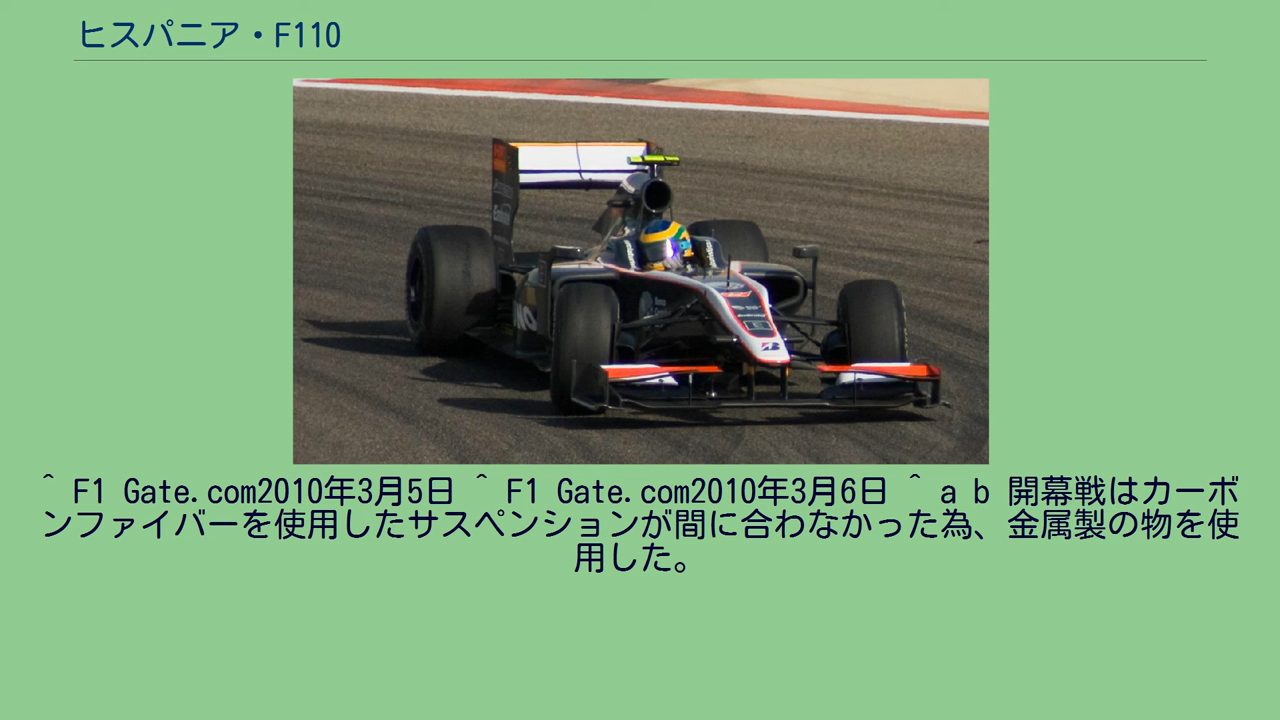 ヒスパニア・F110
^ F1 Gate.com2010年3月5日 ^ F1 Gate.com2010年3月6日 ^ a b 開幕戦はカーボ
ンファイバーを使用したサスペンションが間に合わなかった為、金属製の物を使
用した。